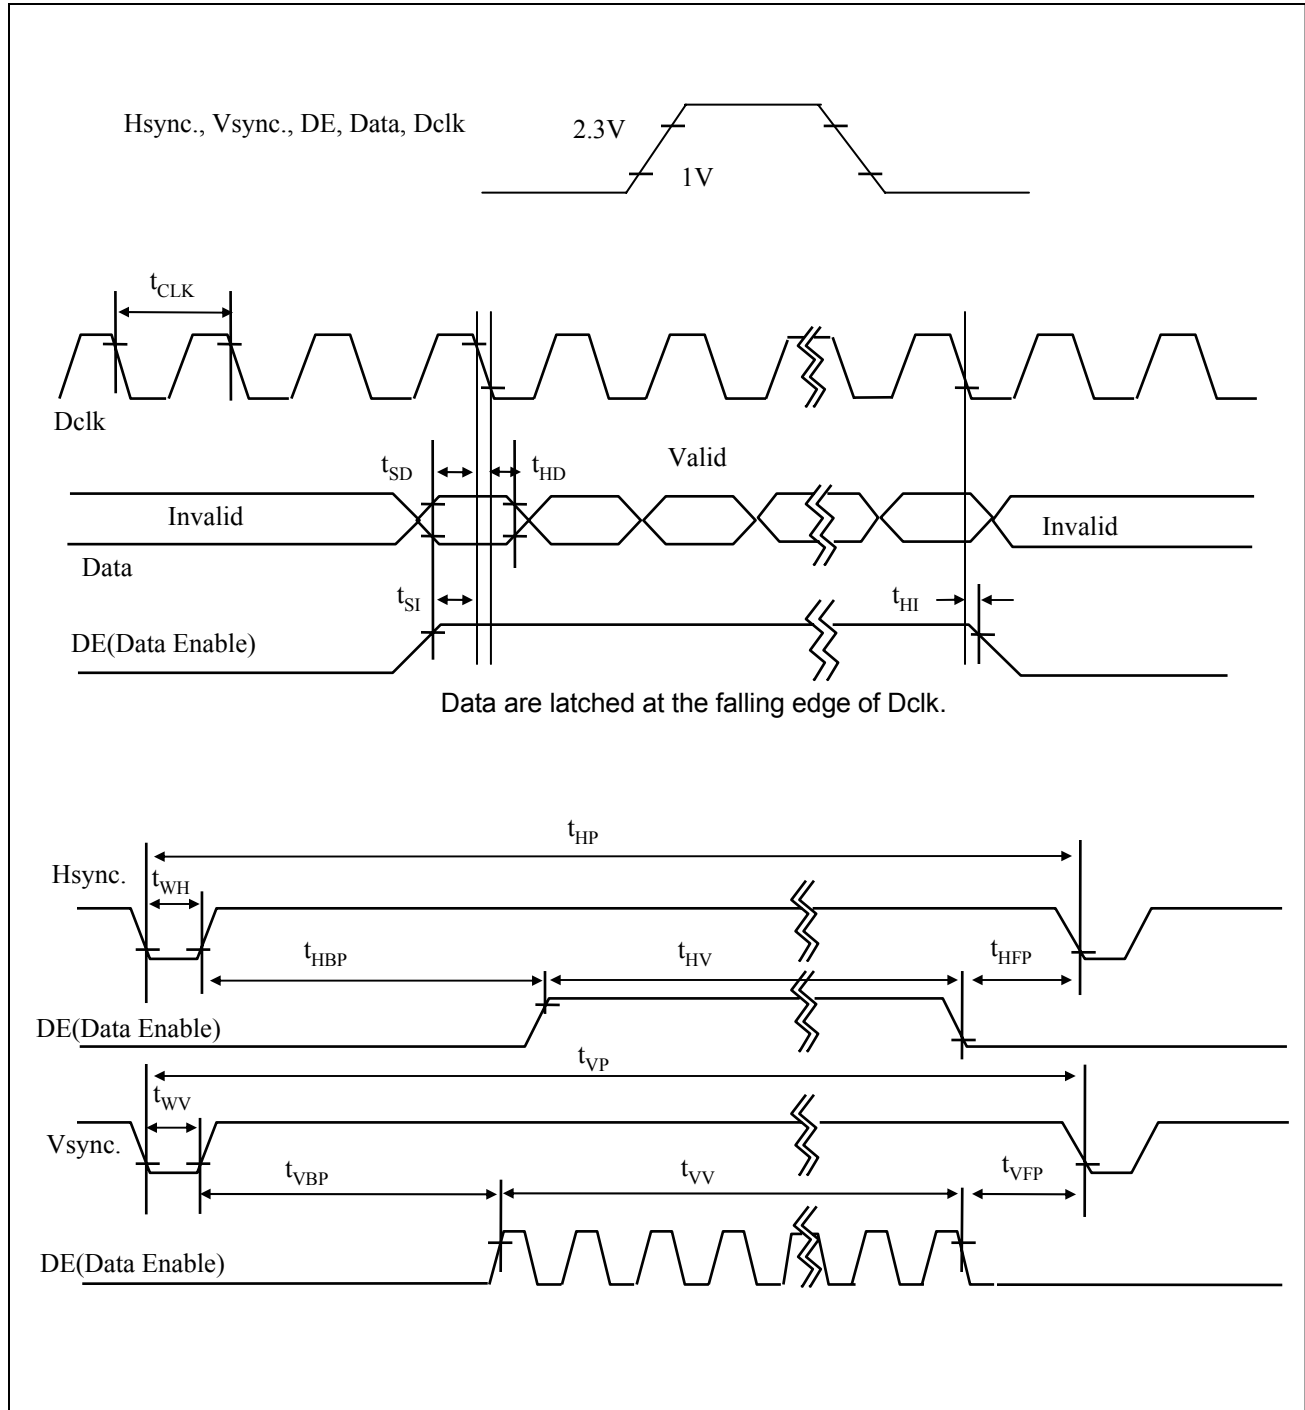 Hsync., Vsync., DE, Data, Dclk
2.3V
1V
tCLK
Dclk
tSD
tHD
Valid
Invalid
Invalid
Data
tSI
tHI
DE(Data Enable)
Data are latched at the falling edge of Dclk.
tHP
Hsync.
tWH
tHBP
tHV
tHFP
DE(Data Enable)
tVP
tWV
Vsync.
tVBP
tVV
tVFP
DE(Data Enable)